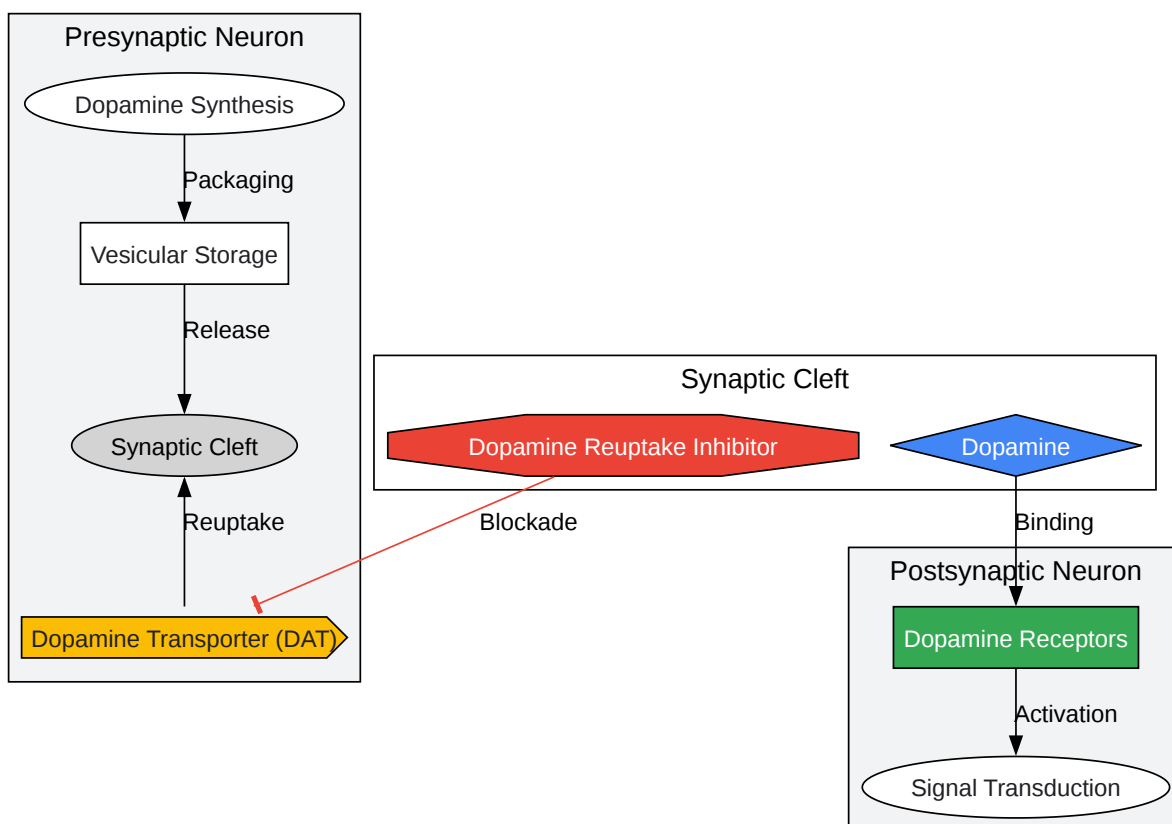 Presynaptic Neuron
Dopamine Synthesis
Packaging
Vesicular Storage
Release
Synaptic Cleft
Reuptake
Dopamine Transporter (DAT)
Synaptic Cleft
Dopamine Reuptake Inhibitor
Dopamine
Blockade
Binding
Postsynaptic Neuron
Dopamine Receptors
Activation
Signal Transduction